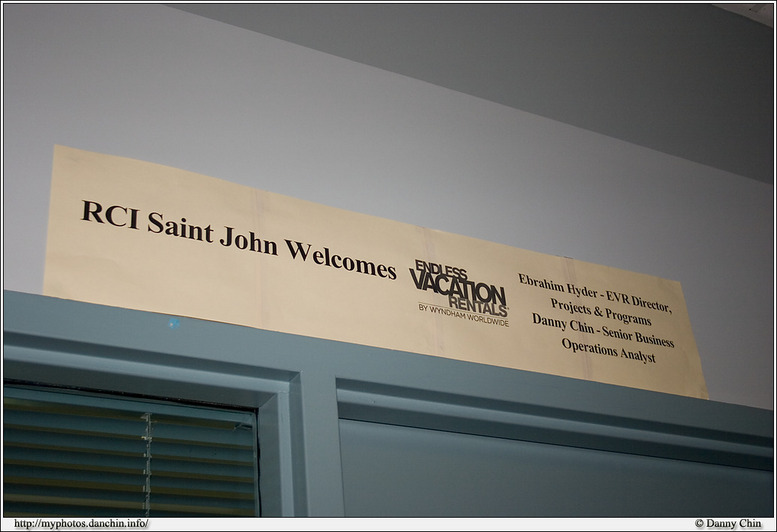 RCI Saint John Welcomes
ENDLESS
VACATION
RENTALS
BY WYNDHAM WORLDWIDE
Ebrahim Hyder - EVR Director,
Projects & Programs
Danny Chin - Senior Business
Operations Analyst
http://myphotos.danchin.info/
© Danny Chin